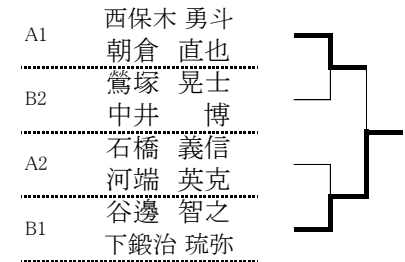 A1
西保木 勇斗
朝倉 直也
B2
鶯塚 晃士
中井 博
A2
石橋 義信
河端 英克
B1
谷邊 智之
下鍛治 琉弥